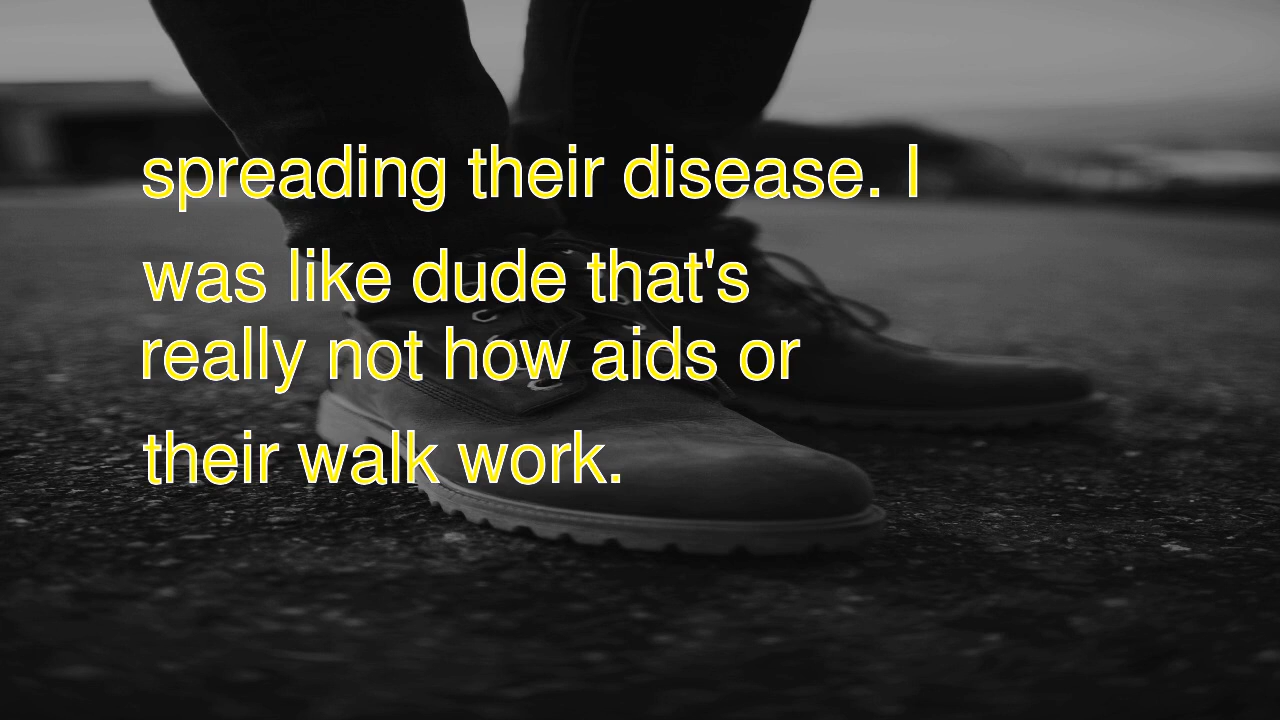 spreading their disease. I
was like dude that's
really not how aids or
their walk work.